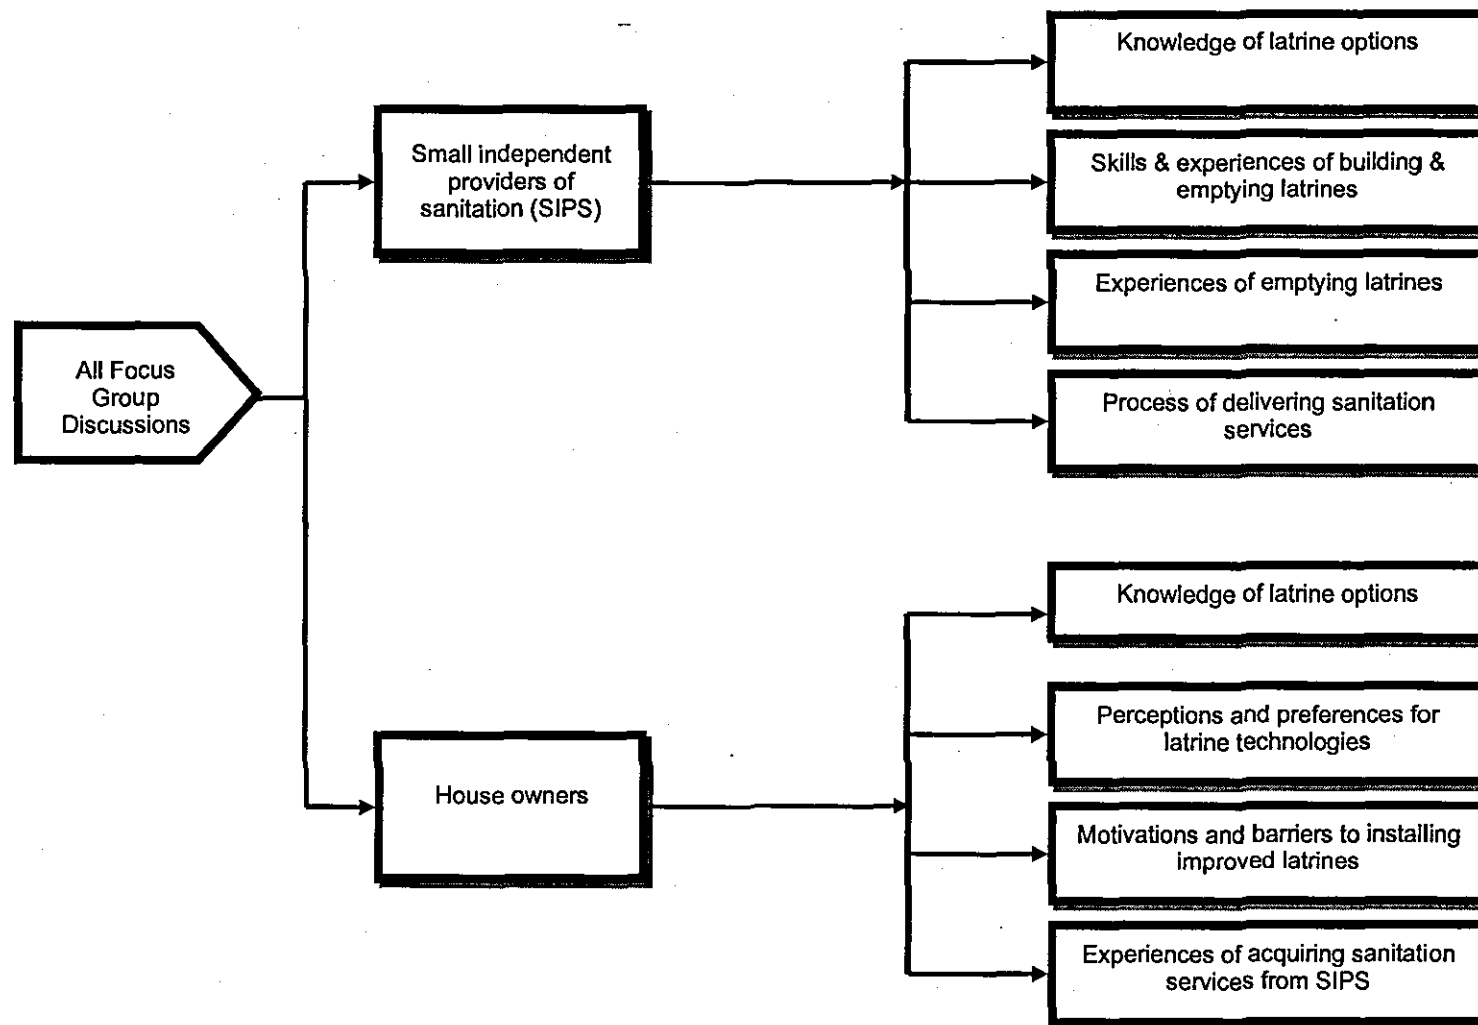 Knowledge of latrine options
Small independent
providers of
sanitation (SIPS)
Skills & experiences of building &
emptying latrines
Experiences of emptying latrines
All Focus
Group
Discussions
Process of delivering sanitation
services
Knowledge of latrine options
Perceptions and preferences for
latrine technologies
House owners
Motivations and barriers to installing
improved latrines
Experiences of acquiring sanitation
services from SIPS